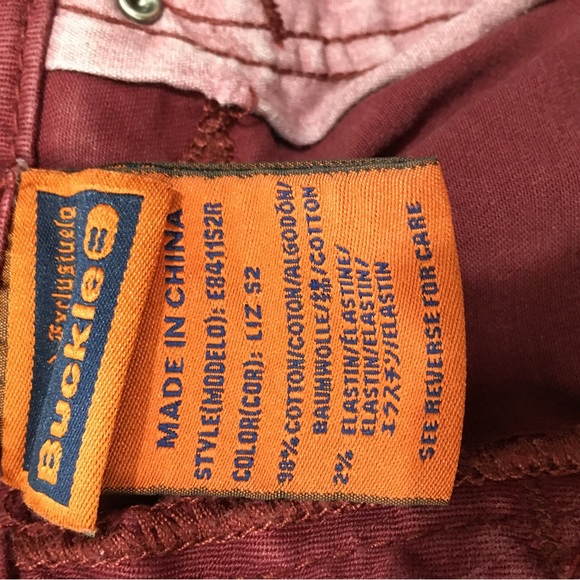 Exclusively
Buckle B
MADE IN CHINA
STYLE(MODELO): E8411S2R
COLOR(COR): LIZ S2
98% COTTON/COTON/ALGODÓN/
BAUMWOLLE/綿/COTTON
2% ELASTIN/ÉLASTINE/
ELASTIN/ELASTIN/
エラスチン/ELASTIN
SEE REVERSE FOR CARE